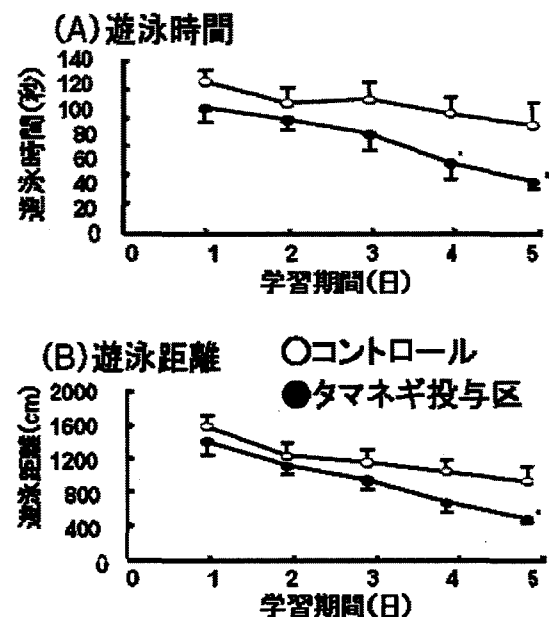 (A)遊泳時間
140
120
100
80
60
40
20
0
遊泳時間(秒)
0 1 2 3 4 5
学習期間(日)
(B)遊泳距離
○コントロール
●タマネギ投与区
2000
1600
1200
800
400
0
遊泳距離(cm)
0 1 2 3 4 5
学習期間(日)